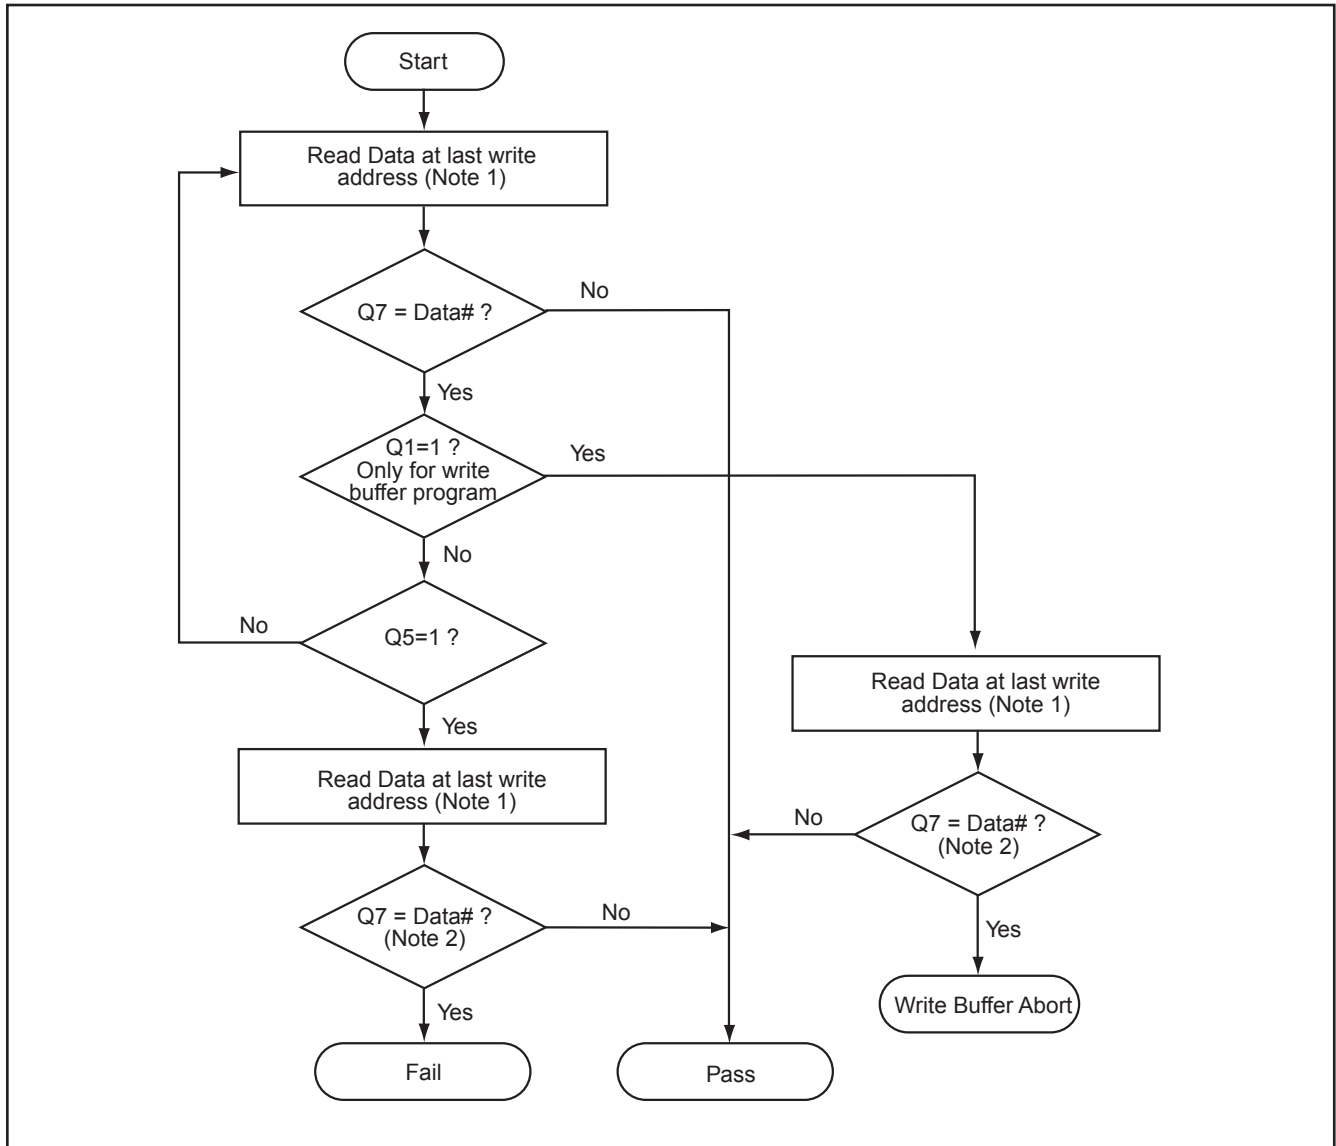 Start
Read Data at last write
address (Note 1)
Q7 = Data# ?
No
Yes
Q1=1 ?
Only for write
buffer program
Yes
No
Q5=1 ?
No
Yes
Read Data at last write
address (Note 1)
Read Data at last write
address (Note 1)
Q7 = Data# ?
(Note 2)
No
Yes
Write Buffer Abort
Q7 = Data# ?
(Note 2)
No
Yes
Fail
Pass